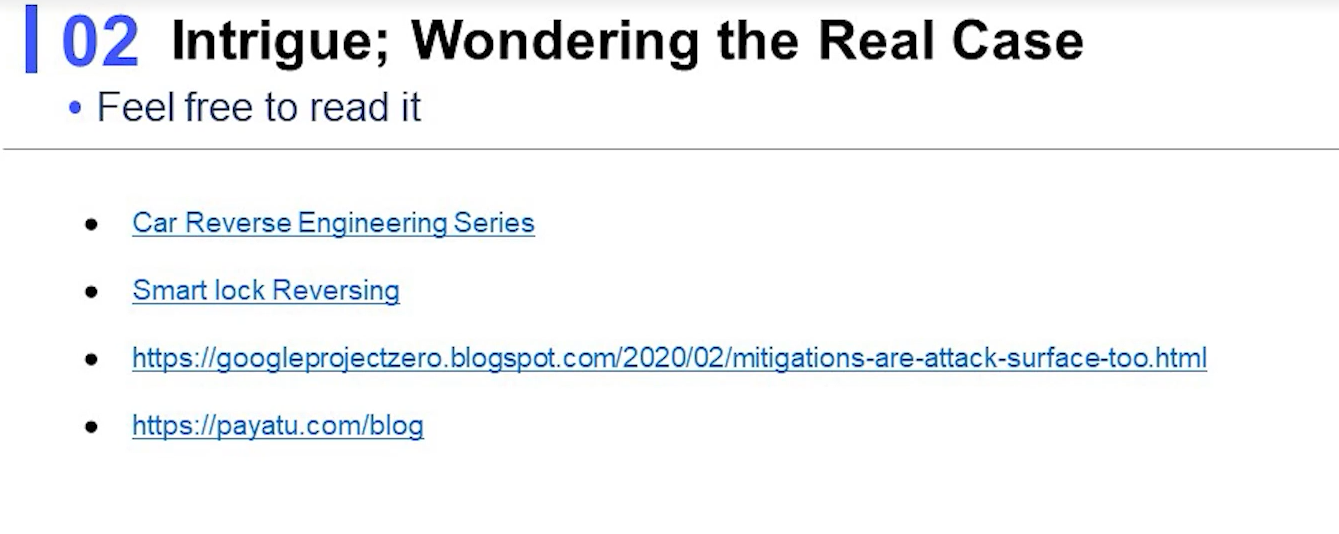 02 Intrigue; Wondering the Real Case
• Feel free to read it
● Car Reverse Engineering Series
● Smart lock Reversing
● https://googleprojectzero.blogspot.com/2020/02/mitigations-are-attack-surface-too.html
● https://payatu.com/blog